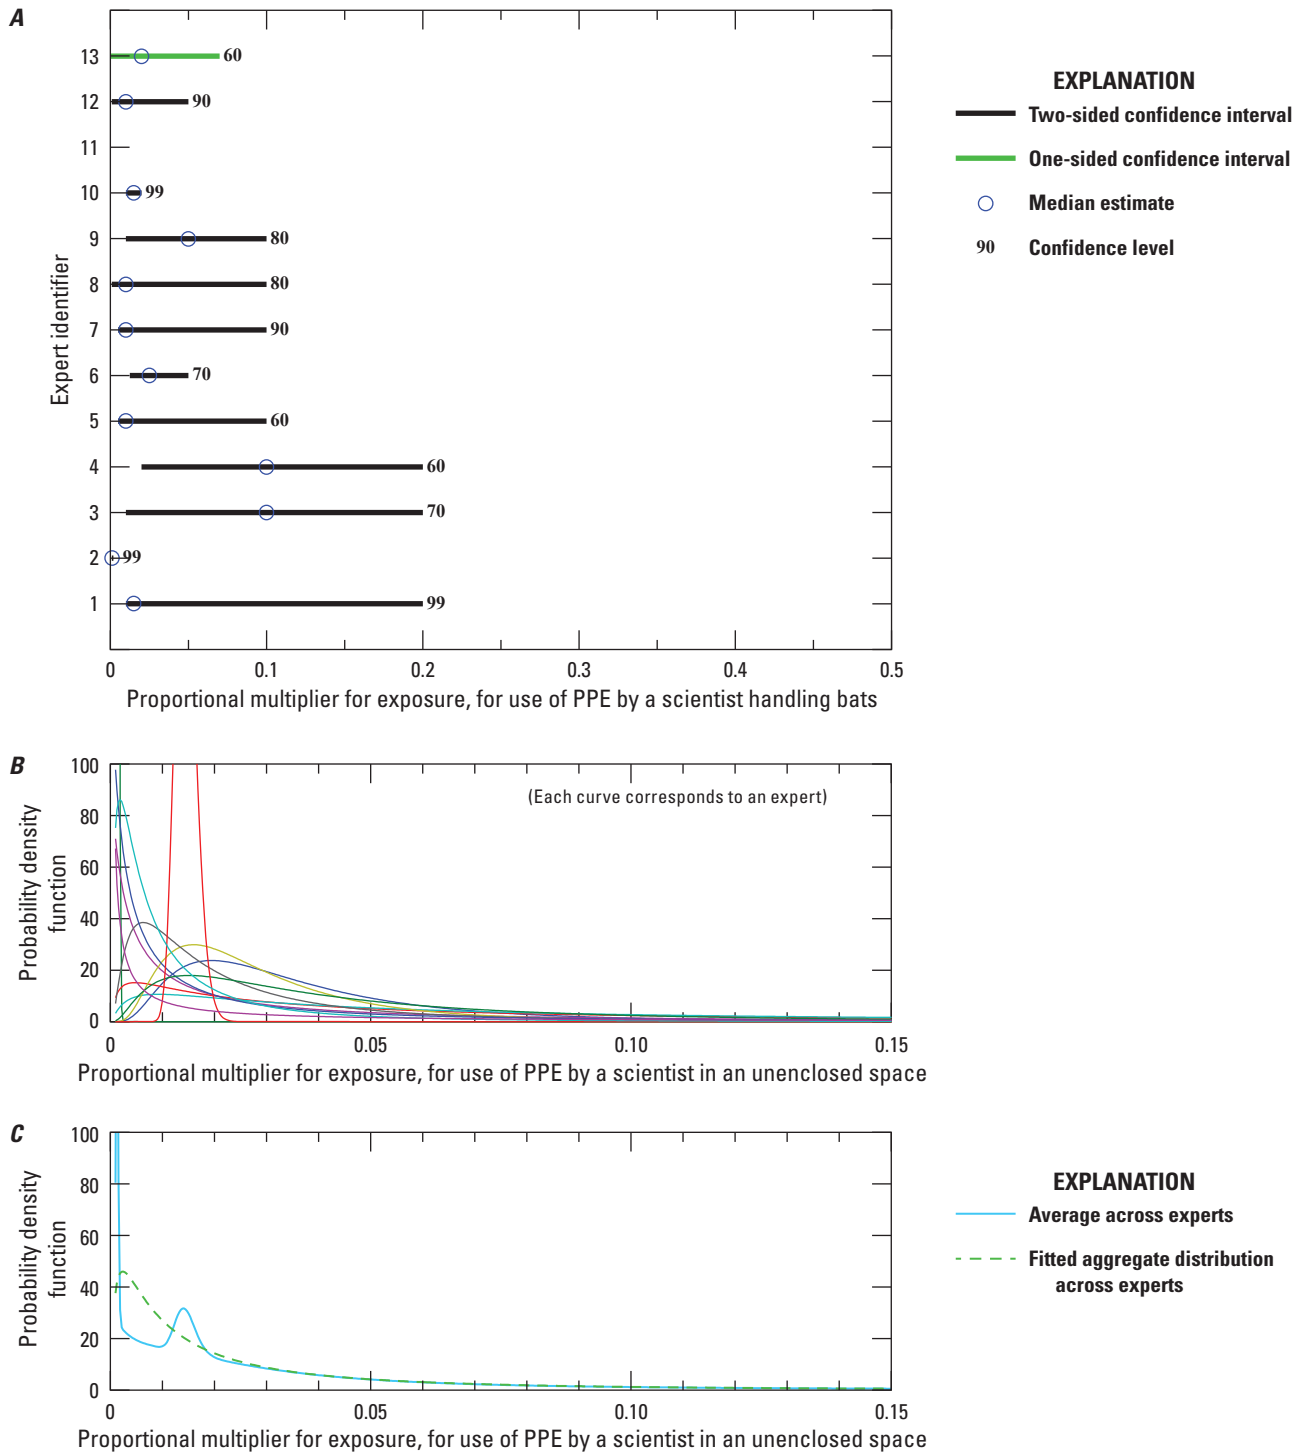 A
13
12
11
10
9
8
7
6
5
4
3
2
1
Expert identifier
60
90
99
80
80
90
70
60
60
70
99
99
0
0.1
0.2
0.3
0.4
0.5
Proportional multiplier for exposure, for use of PPE by a scientist handling bats
EXPLANATION
Two-sided confidence interval
One-sided confidence interval
Median estimate
90 Confidence level
B
100
80
60
40
20
0
Probability density
function
(Each curve corresponds to an expert)
0
0.05
0.10
0.15
Proportional multiplier for exposure, for use of PPE by a scientist in an unenclosed space
C
100
80
60
40
20
0
Probability density
function
0
0.05
0.10
0.15
Proportional multiplier for exposure, for use of PPE by a scientist in an unenclosed space
EXPLANATION
Average across experts
Fitted aggregate distribution
across experts